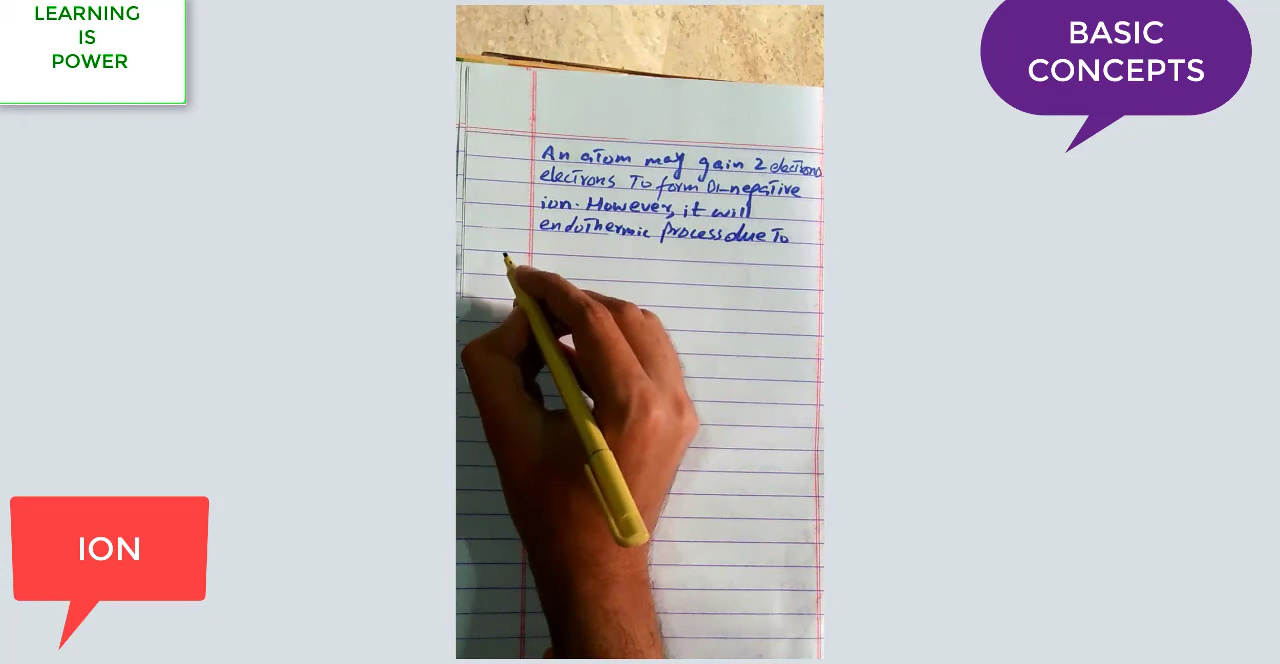 LEARNING
IS
POWER
BASIC
CONCEPTS
An atom may gain 2 electrons
electrons To form Di-negative
ion. However, it will
endothermic process due To
ION